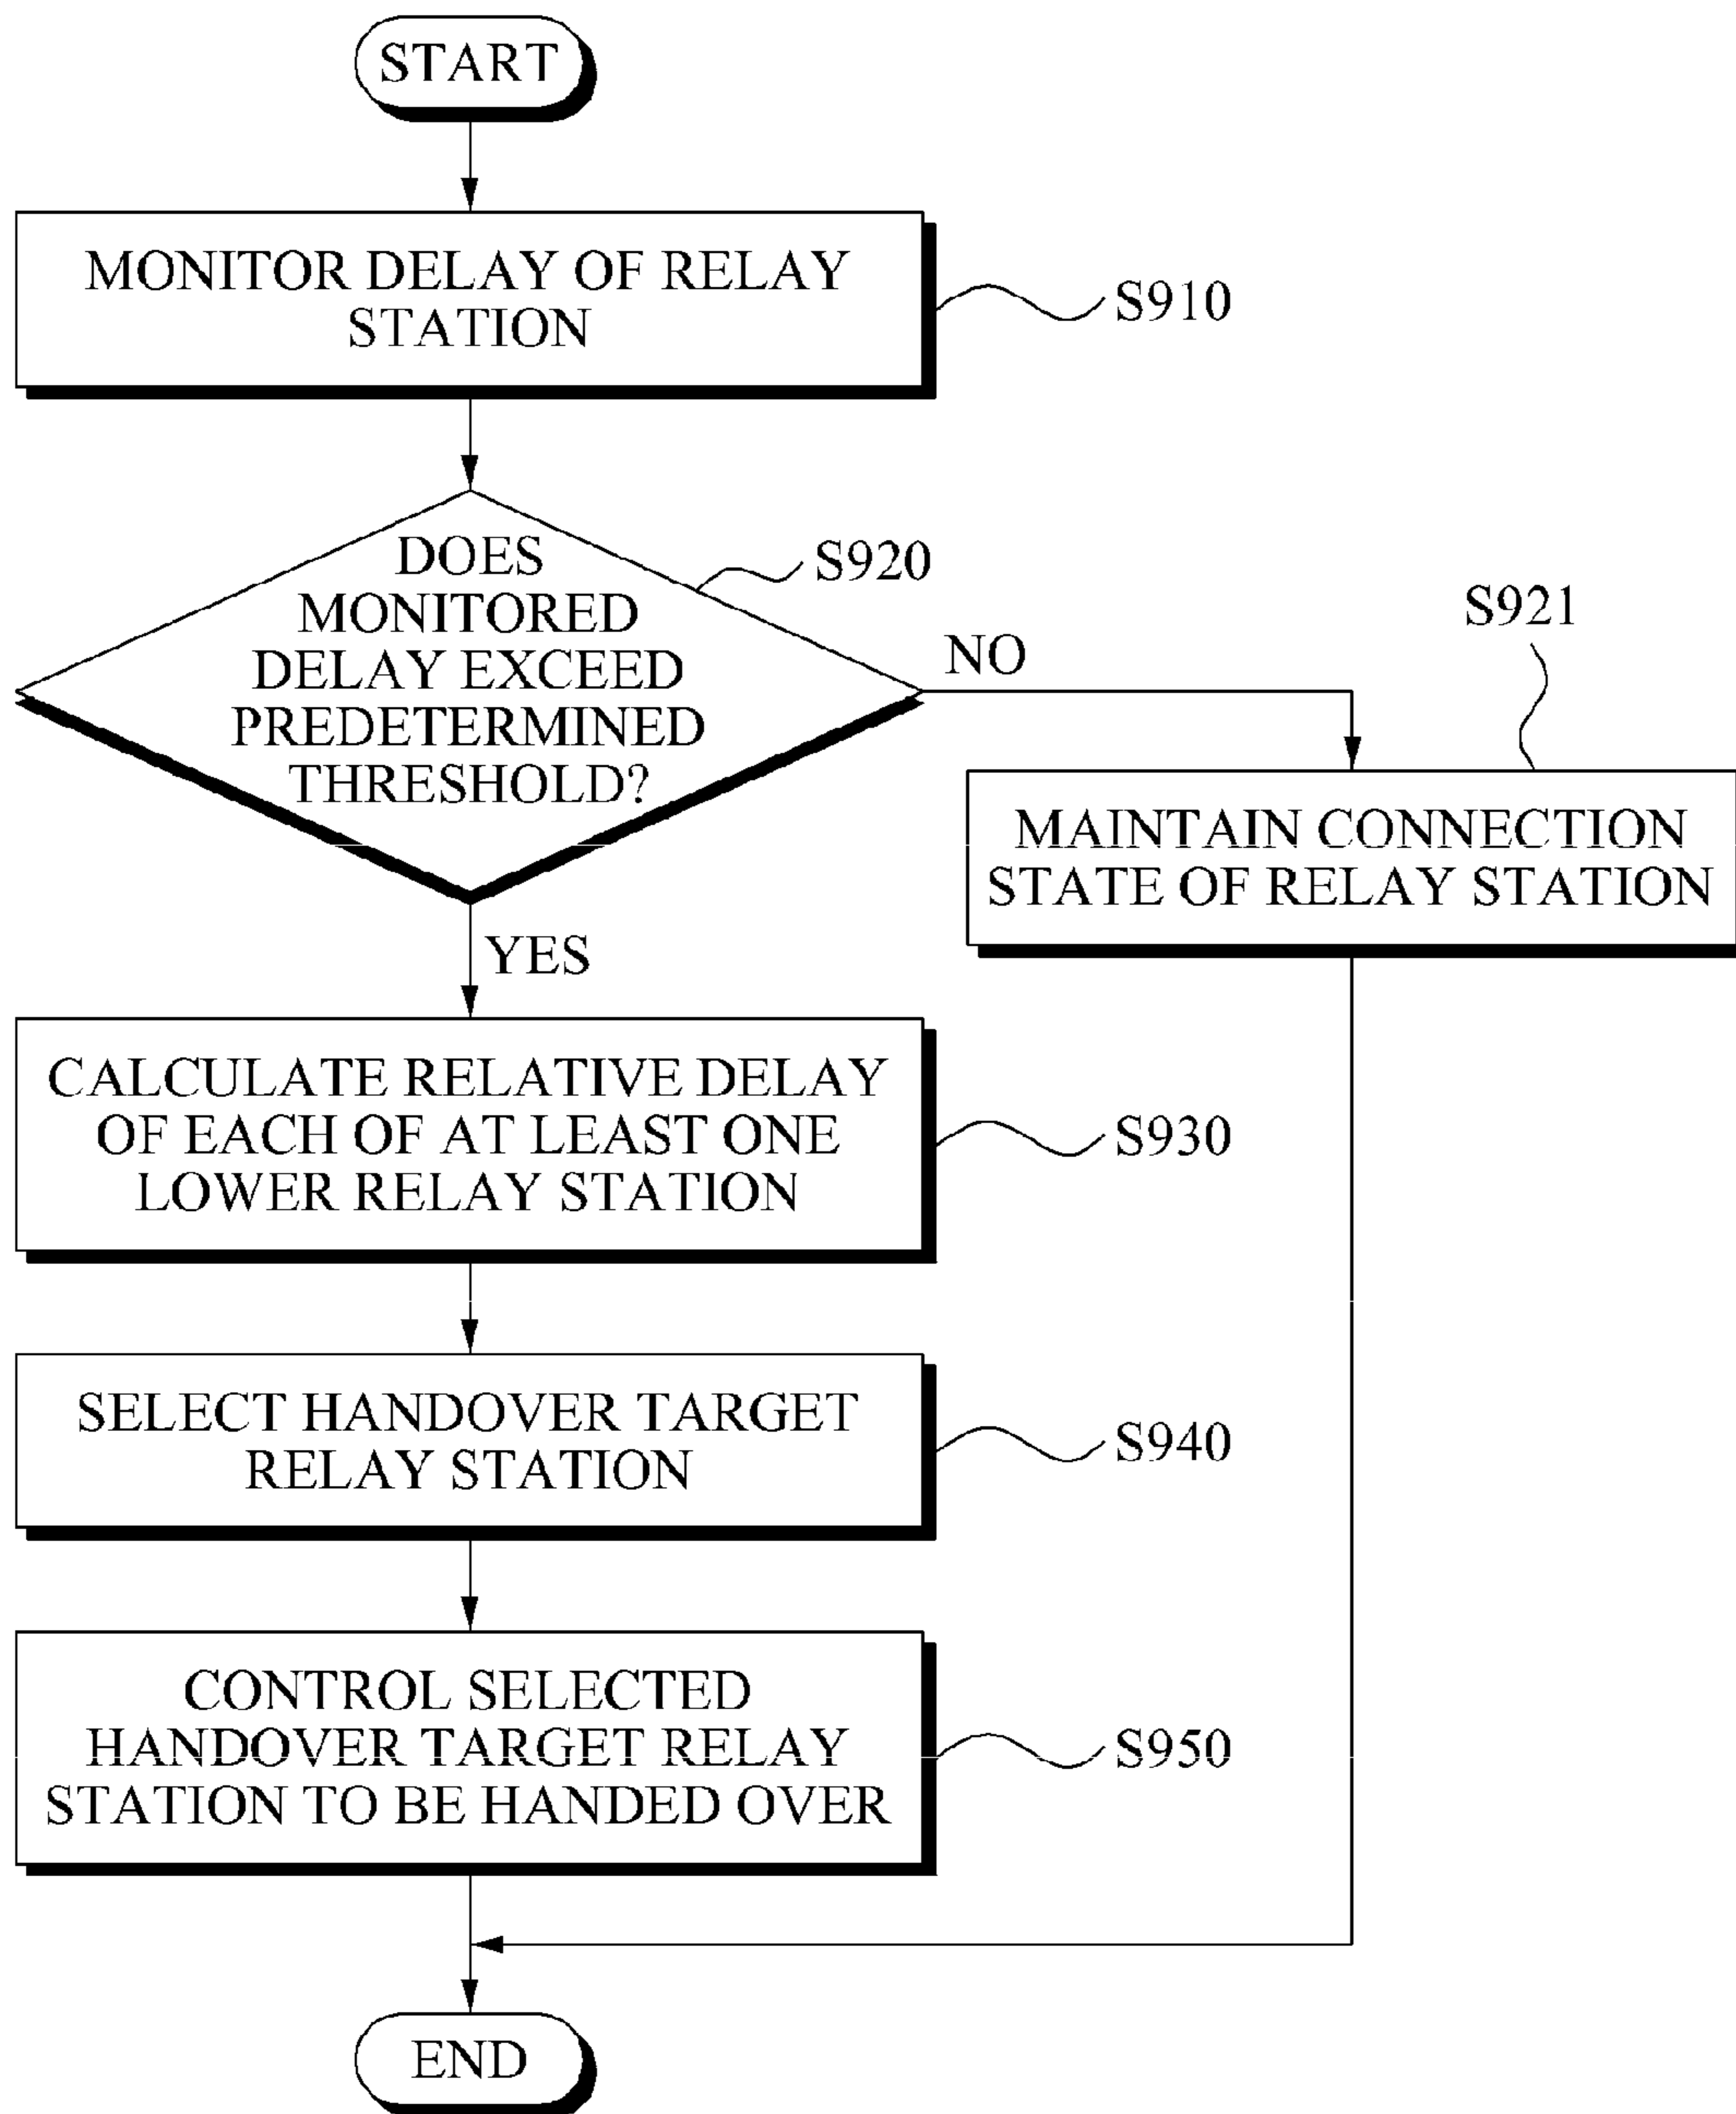 START
MONITOR DELAY OF RELAY
STATION
S910
DOES
MONITORED
DELAY EXCEED
PREDETERMINED
THRESHOLD?
S920
NO
S921
MAINTAIN CONNECTION
STATE OF RELAY STATION
YES
CALCULATE RELATIVE DELAY
OF EACH OF AT LEAST ONE
LOWER RELAY STATION
S930
SELECT HANDOVER TARGET
RELAY STATION
S940
CONTROL SELECTED
HANDOVER TARGET RELAY
STATION TO BE HANDED OVER
S950
END